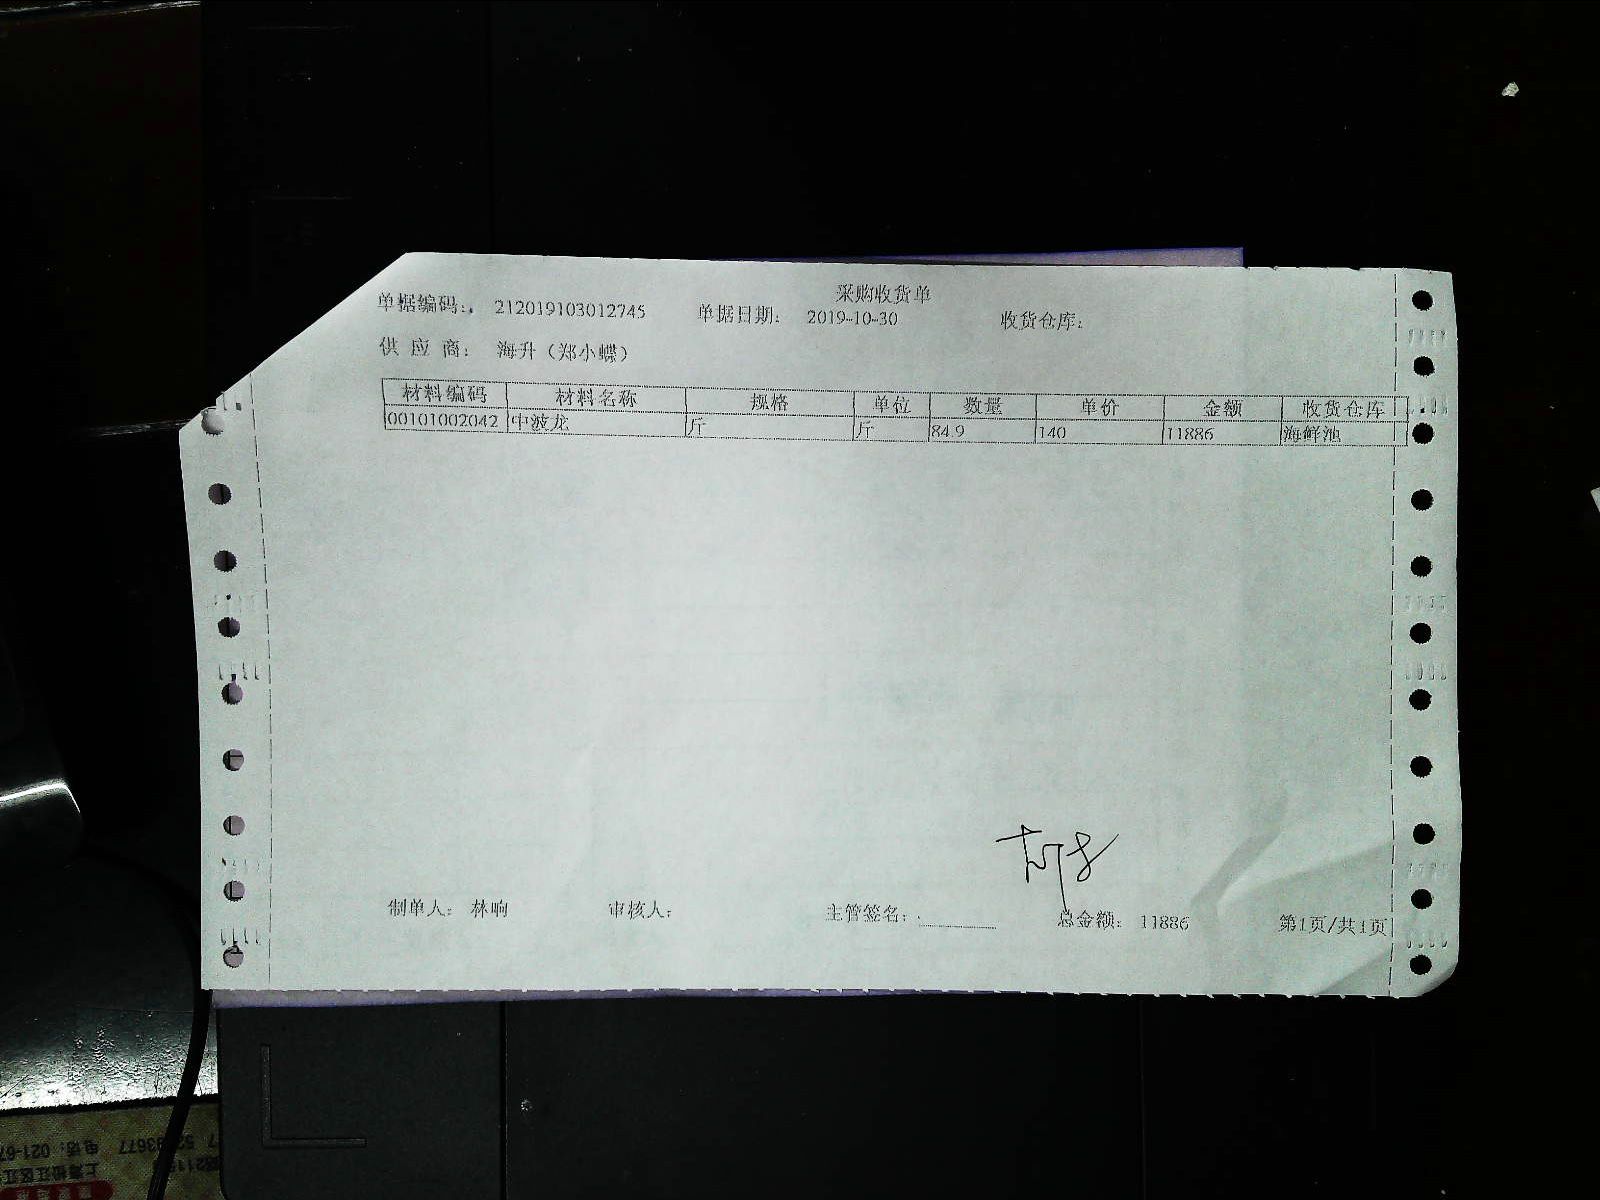 采购收货单
单据编码: 212019103012745 单据日期: 2019-10-30 收货仓库:
供应商: 海升（郑小蝶）
材料编码 材料名称 规格 单位 数量 单价 金额 收货仓库
00101002042 中波龙 斤 斤 84.9 140 11886 海鲜池
制单人: 林响 审核人: 主管签名: 总金额: 11886 第1页/共1页